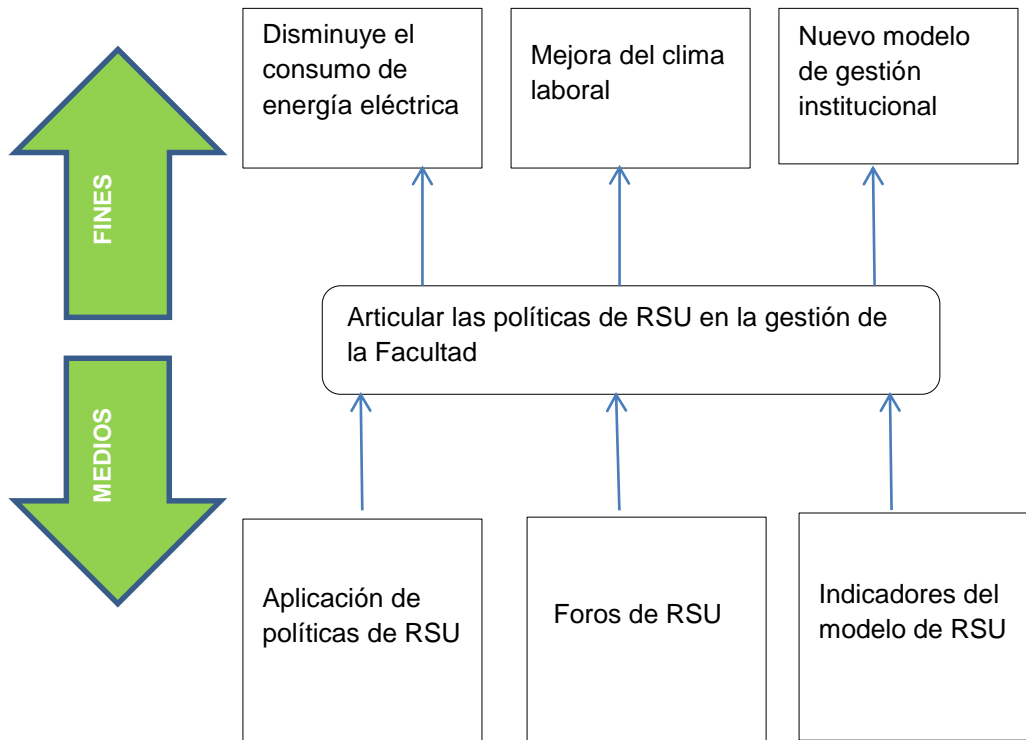 Disminuye el
consumo de
energía eléctrica
Mejora del clima
laboral
Nuevo modelo
de gestión
institucional
FINES
Articular las políticas de RSU en la gestión de
la Facultad
MEDIOS
Aplicación de
políticas de RSU
Foros de RSU
Indicadores del
modelo de RSU